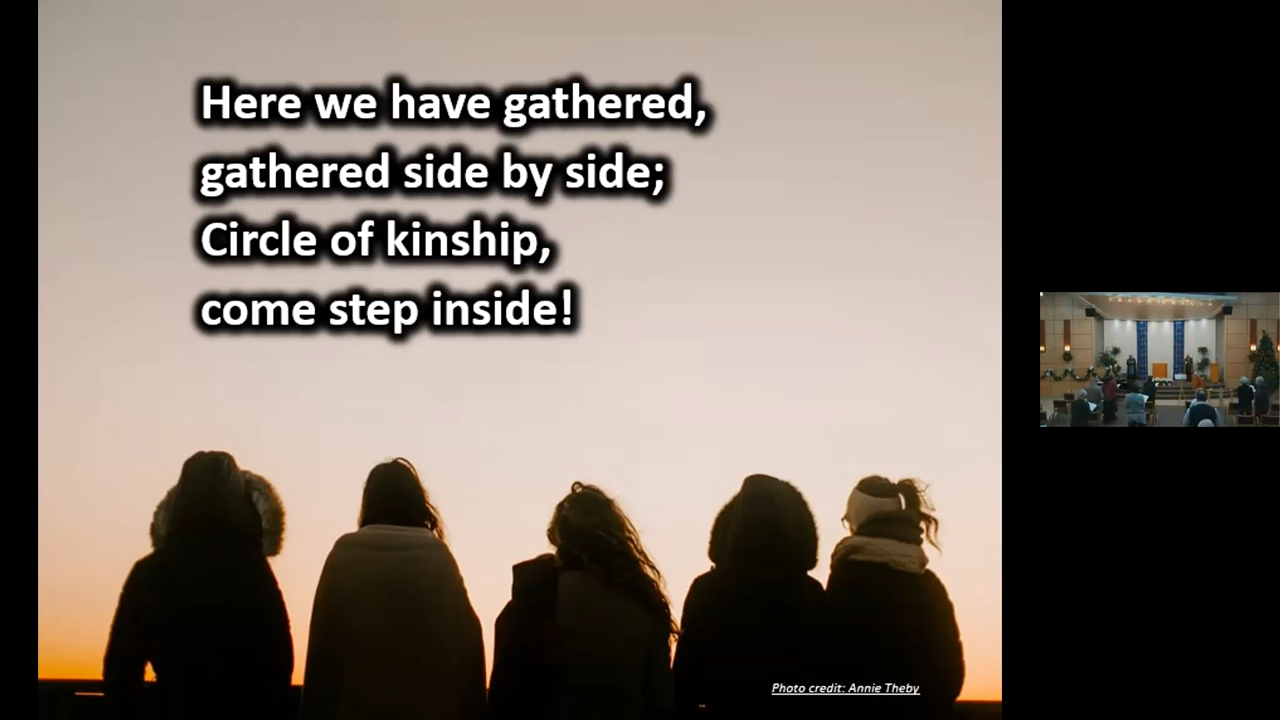 Here we have gathered,
gathered side by side;
Circle of kinship,
come step inside!
Photo credit: Annie Theby